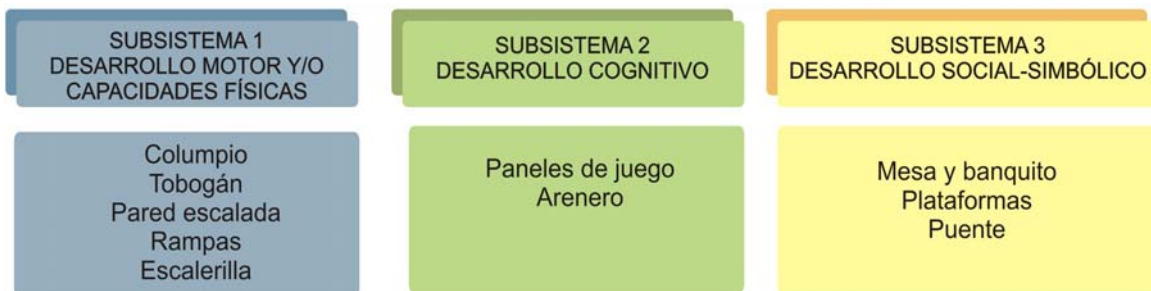 SUBSISTEMA 1
DESARROLLO MOTOR Y/O
CAPACIDADES FÍSICAS
Columpio
Tobogán
Pared escalada
Rampas
Escalerilla
SUBSISTEMA 2
DESARROLLO COGNITIVO
Paneles de juego
Arenero
SUBSISTEMA 3
DESARROLLO SOCIAL-SIMBÓLICO
Mesa y banquito
Plataformas
Puente